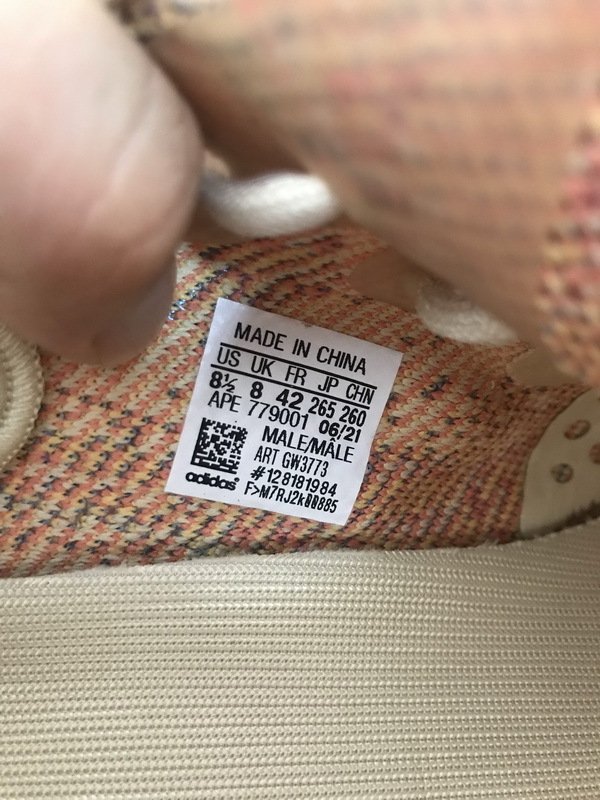 MADE IN CHINA
US UK FR JP CHN
8½ 8 42 265 260
APE 779001 06/21
MALE/MÂLE
ART GW3773
#128181984
adidas® F>M7RJ2k00885